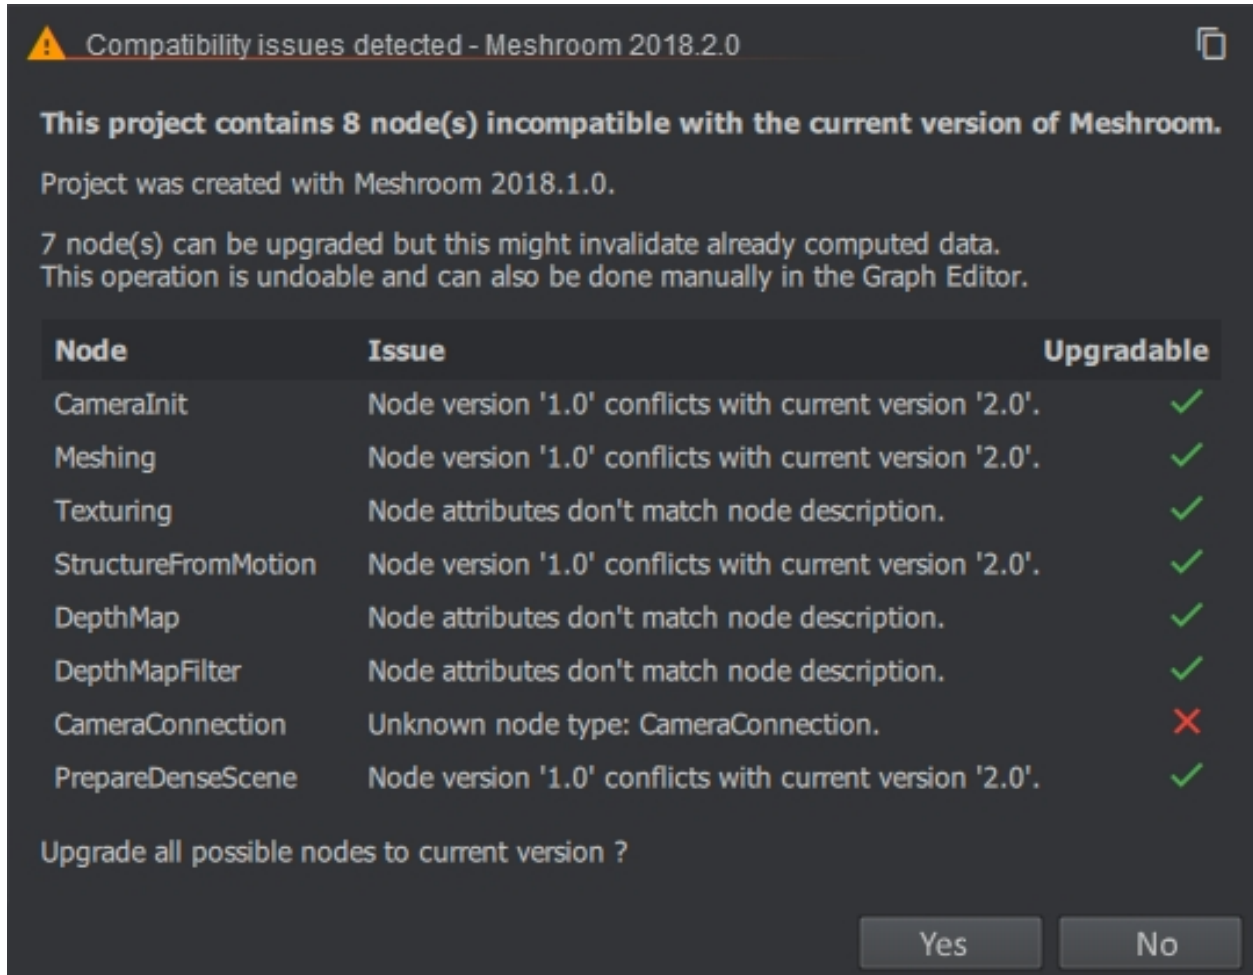 Compatibility issues detected - Meshroom 2018.2.0
This project contains 8 node(s) incompatible with the current version of Meshroom.
Project was created with Meshroom 2018.1.0.
7 node(s) can be upgraded but this might invalidate already computed data.
This operation is undoable and can also be done manually in the Graph Editor.
Node Issue Upgradable
CameraInit Node version '1.0' conflicts with current version '2.0'.
Meshing Node version '1.0' conflicts with current version '2.0'.
Texturing Node attributes don't match node description.
StructureFromMotion Node version '1.0' conflicts with current version '2.0'.
DepthMap Node attributes don't match node description.
DepthMapFilter Node attributes don't match node description.
CameraConnection Unknown node type: CameraConnection.
PrepareDenseScene Node version '1.0' conflicts with current version '2.0'.
Upgrade all possible nodes to current version ?
Yes No